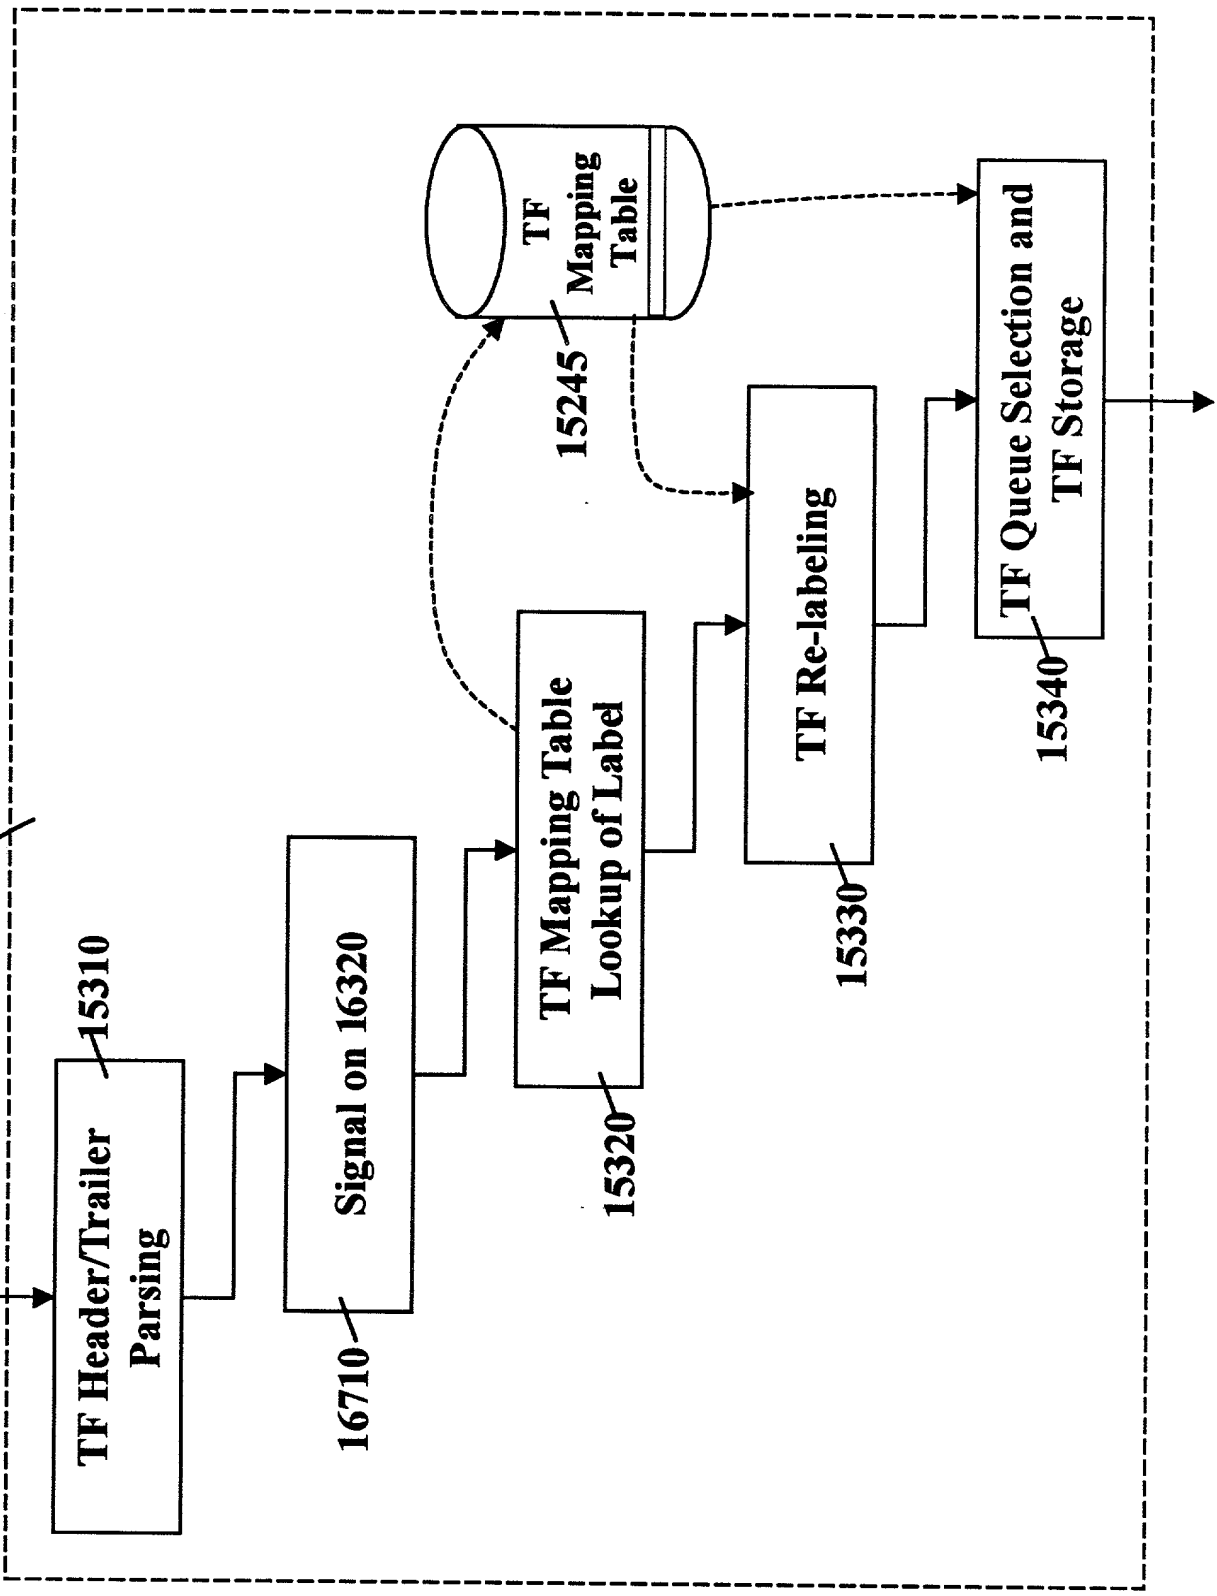 TF Header/Trailer
Parsing
15310
Signal on 16320
16710
TF Mapping Table
Lookup of Label
15320
TF
Mapping
Table
15245
TF Re-labeling
15330
TF Queue Selection and
TF Storage
15340